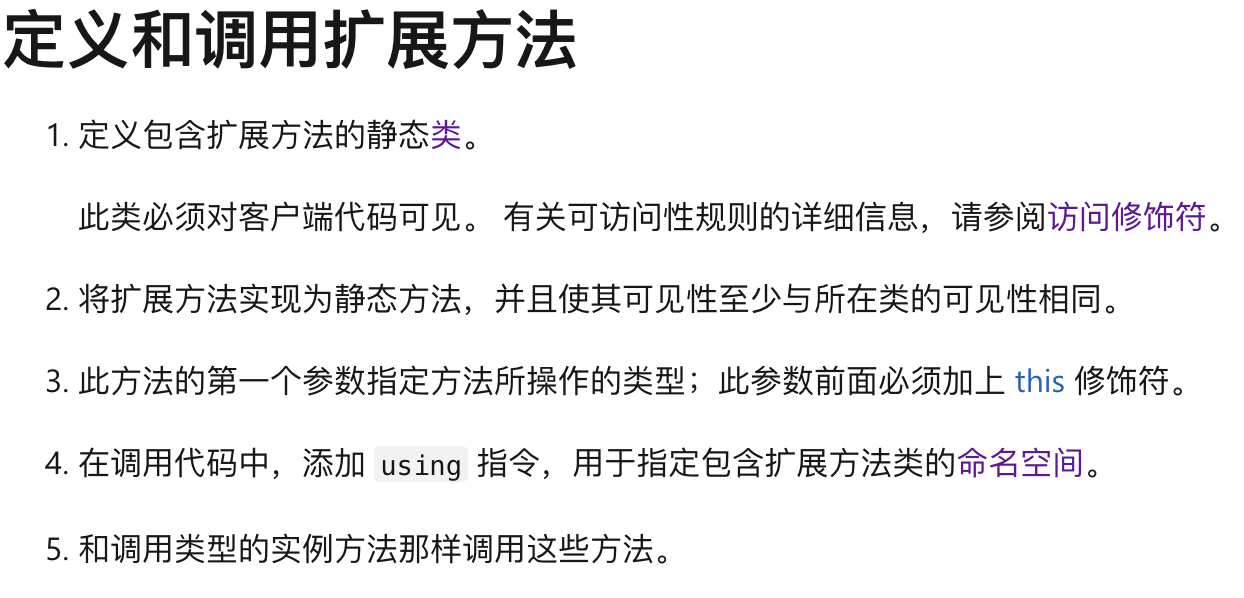 定义和调用扩展方法
1. 定义包含扩展方法的静态类。
此类必须对客户端代码可见。 有关可访问性规则的详细信息，请参阅访问修饰符。
2. 将扩展方法实现为静态方法，并且使其可见性至少与所在类的可见性相同。
3. 此方法的第一个参数指定方法所操作的类型；此参数前面必须加上 this 修饰符。
4. 在调用代码中，添加 using 指令，用于指定包含扩展方法类的命名空间。
5. 和调用类型的实例方法那样调用这些方法。